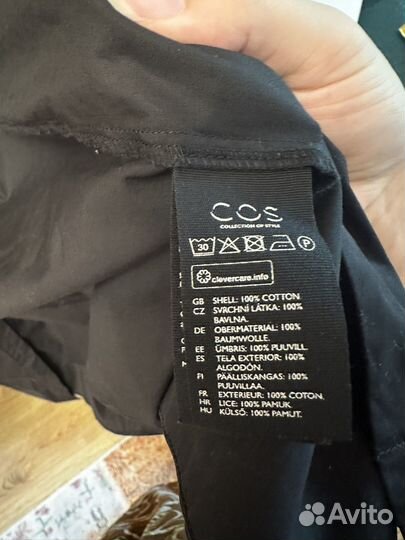 COS
COLLECTION OF STYLE
30 P
clevercare.info
GB SHELL: 100% COTTON.
CZ SVRCHNÍ LÁTKA: 100%
BAVLNA.
DE OBERMATERIAL: 100%
BAUMWOLLE.
EE ÜMBRIS: 100% PUUVILL.
ES TELA EXTERIOR: 100%
ALGODÓN.
FI PÄÄLLISKANGAS: 100%
PUUVILLAA.
FR EXTERIEUR: 100% COTON.
HR LICE: 100% PAMUK.
HU KÜLSŐ: 100% PAMUT.
Avito